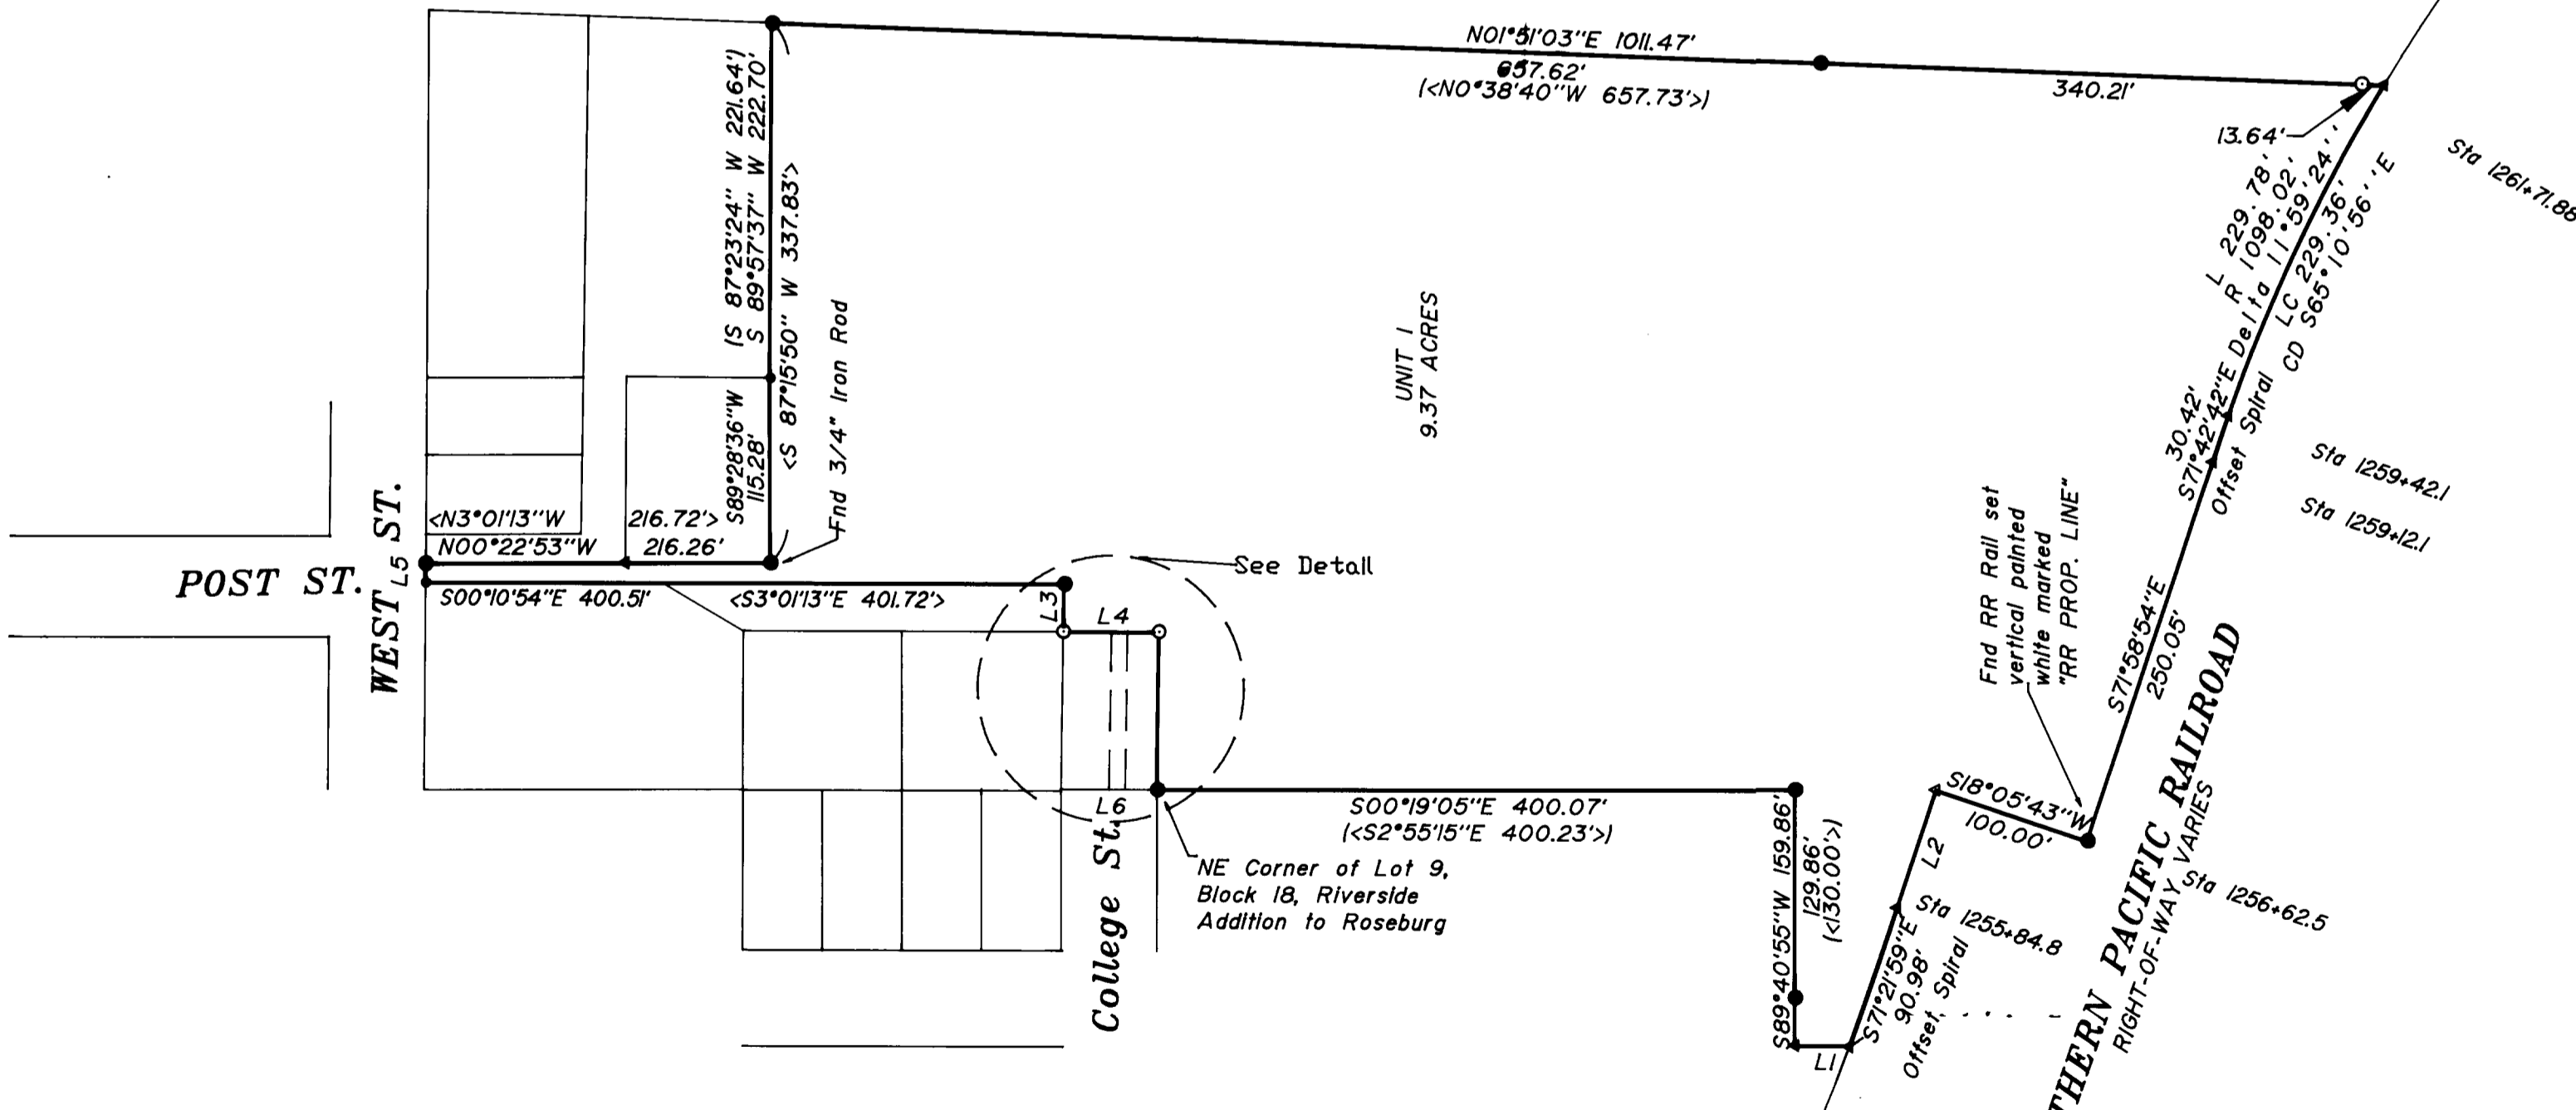 N01°51'03"E 1011.47'
657.62'
(<N0°38'40"W 657.73'>)
340.21'
13.64'
(S 87°23'24" W 221.64')
S 89°57'37" W 222.70'
<S 87°15'50" W 337.83'>
S89°28'36"W
115.28'
Fnd 3/4" Iron Rod
<N3°01'13"W 216.72'>
N00°22'53"W 216.26'
POST ST.
WEST ST.
L5
S00°10'54"E 400.51'
<S3°01'13"E 401.72'>
L3
L4
See Detail
L6
College St.
NE Corner of Lot 9,
Block 18, Riverside
Addition to Roseburg
UNIT 1
9.37 ACRES
S00°19'05"E 400.07'
(<S2°55'15"E 400.23'>)
S89°40'55"W 159.86'
129.86'
(<130.00'>)
L1
S71°21'59"E
90.98'
Offset Spiral
L2
Sta 1255+84.8
S18°05'43"W
100.00'
Fnd RR Rail set
vertical painted
white marked
"RR PROP. LINE"
S71°58'54"E
250.05'
30.42'
S71°42'42"E
Offset Spiral
L 229.78'
R 1098.02'
Delta 11°59'24''
LC 229.36'
CD S65°10'56''E
Sta 1261+71.88
Sta 1259+42.1
Sta 1259+12.1
Sta 1256+62.5
THERN PACIFIC RAILROAD
RIGHT-OF-WAY VARIES